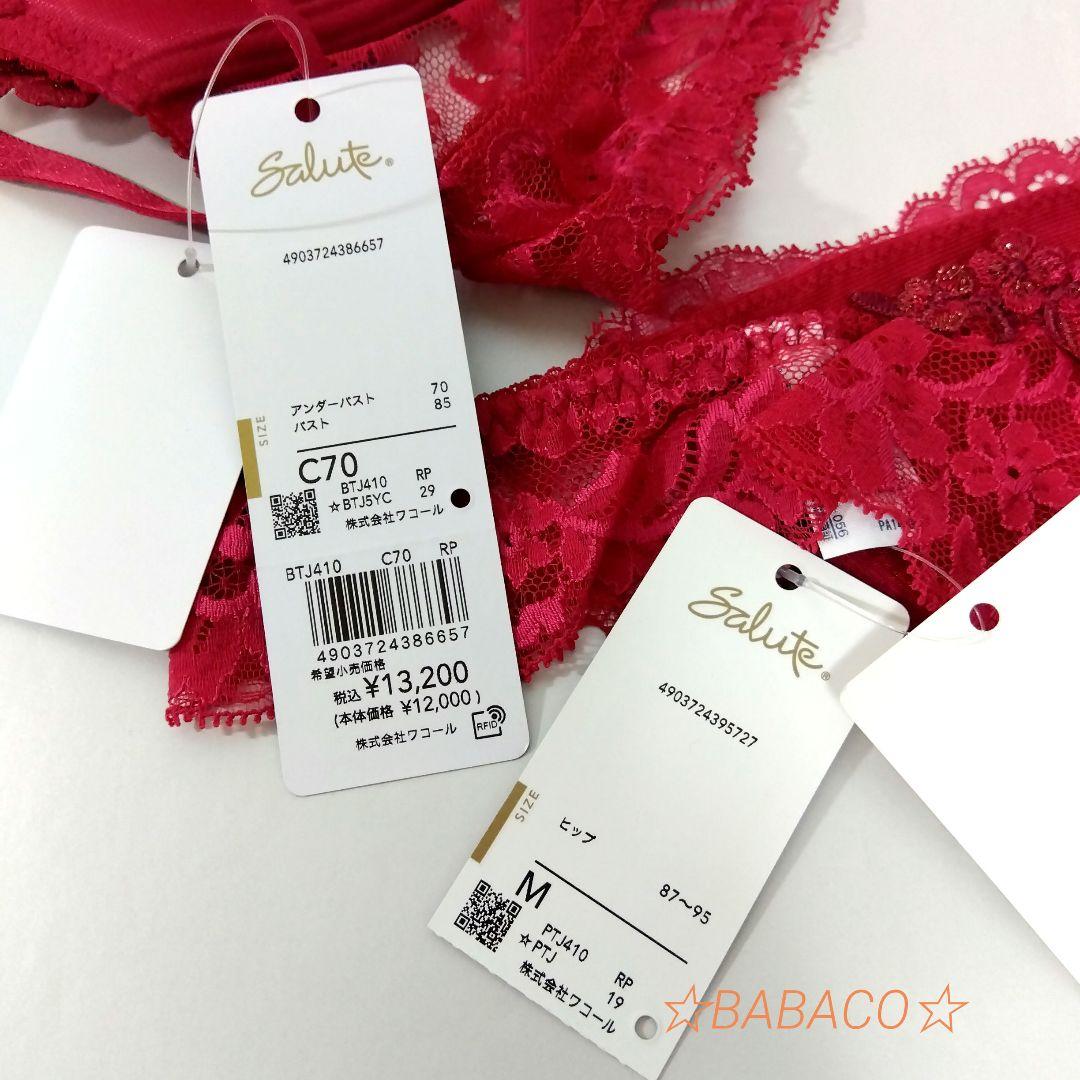 Salute®
4903724386657
アンダーバスト 70
バスト 85
SIZE
C70
BTJ410 RP
☆BTJ5YC 29
株式会社ワコール
BTJ410 C70 RP
4903724386657
希望小売価格
税込 ¥13,200
(本体価格 ¥12,000)
株式会社ワコール
RFID
Salute®
4903724395727
SIZE
ヒップ
87～95
M
PTJ410 RP
☆PTJ 19
株式会社ワコール
☆BABACO☆